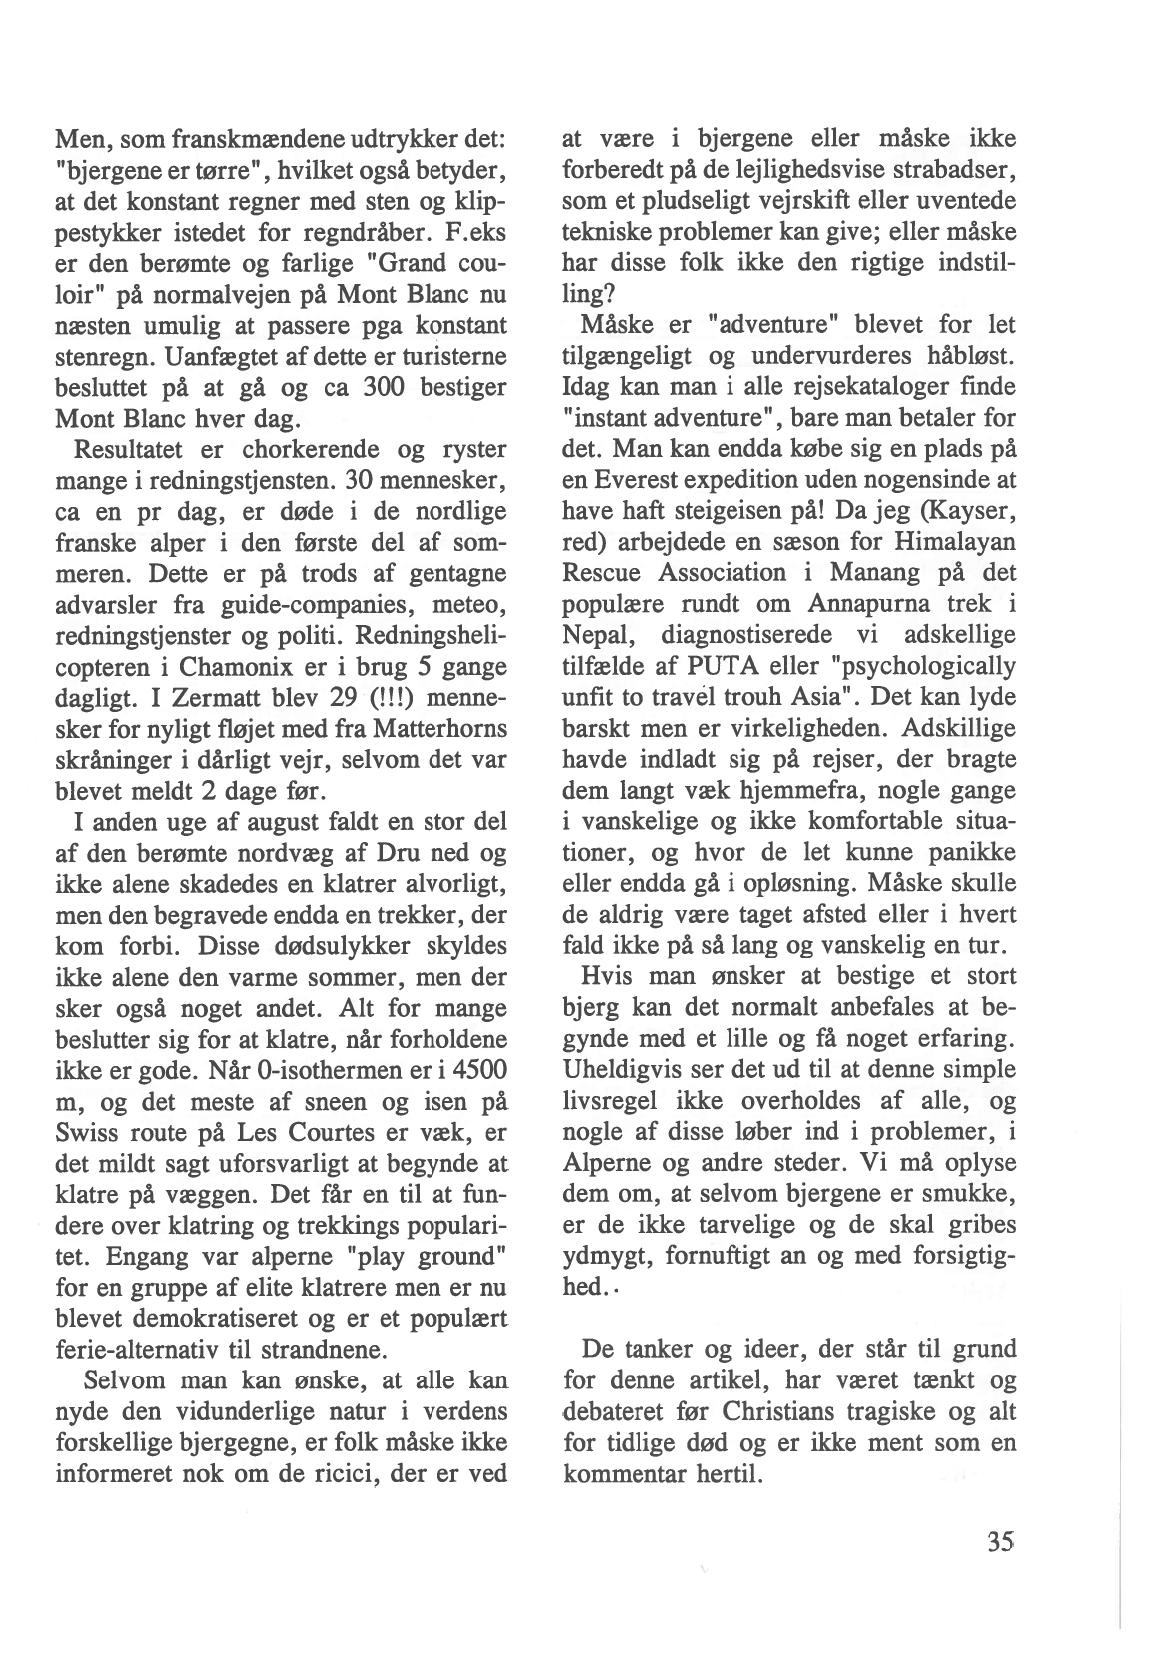 Men, som franskmændene udtrykker det:
"bjergene er tørre", hvilket også betyder,
at det konstant regner med sten og klip-
pestykker istedet for regndråber. F.eks
er den berømte og farlige "Grand cou-
loir" på normalvejen på Mont Blanc nu
næsten umulig at passere pga konstant
stenregn. Uanfægtet af dette er turisterne
besluttet på at gå og ca 300 bestiger
Mont Blanc hver dag.
Resultatet er chorkerende og ryster
mange i redningstjensten. 30 mennesker,
ca en pr dag, er døde i de nordlige
franske alper i den første del af som-
meren. Dette er på trods af gentagne
advarsler fra guide-companies, meteo,
redningstjenster og politi. Redningsheli-
copteren i Chamonix er i brug 5 gange
dagligt. I Zermatt blev 29 (!!!) menne-
sker for nyligt fløjet med fra Matterhorns
skråninger i dårligt vejr, selvom det var
blevet meldt 2 dage før.
I anden uge af august faldt en stor del
af den berømte nordvæg af Dru ned og
ikke alene skadedes en klatrer alvorligt,
men den begravede endda en trekker, der
kom forbi. Disse dødsulykker skyldes
ikke alene den varme sommer, men der
sker også noget andet. Alt for mange
beslutter sig for at klatre, når forholdene
ikke er gode. Når 0-isothermen er i 4500
m, og det meste af sneen og isen på
Swiss route på Les Courtes er væk, er
det mildt sagt uforsvarligt at begynde at
klatre på væggen. Det får en til at fun-
dere over klatring og trekkings populari-
tet. Engang var alperne "play ground"
for en gruppe af elite klatrere men er nu
blevet demokratiseret og er et populært
ferie-alternativ til strandnene.
Selvom man kan ønske, at alle kan
nyde den vidunderlige natur i verdens
forskellige bjergegne, er folk måske ikke
informeret nok om de ricici, der er ved
at være i bjergene eller måske ikke
forberedt på de lejlighedsvise strabadser,
som et pludseligt vejrskift eller uventede
tekniske problemer kan give; eller måske
har disse folk ikke den rigtige indstil-
ling?
Måske er "adventure" blevet for let
tilgængeligt og undervurderes håbløst.
Idag kan man i alle rejsekataloger finde
"instant adventure", bare man betaler for
det. Man kan endda købe sig en plads på
en Everest expedition uden nogensinde at
have haft steigeisen på! Da jeg (Kayser,
red) arbejdede en sæson for Himalayan
Rescue Association i Manang på det
populære rundt om Annapurna trek i
Nepal, diagnostiserede vi adskellige
tilfælde af PUTA eller "psychologically
unfit to travel trouh Asia". Det kan lyde
barskt men er virkeligheden. Adskillige
havde indladt sig på rejser, der bragte
dem langt væk hjemmefra, nogle gange
i vanskelige og ikke komfortable situa-
tioner, og hvor de let kunne panikke
eller endda gå i opløsning. Måske skulle
de aldrig være taget afsted eller i hvert
fald ikke på så lang og vanskelig en tur.
Hvis man ønsker at bestige et stort
bjerg kan det normalt anbefales at be-
gynde med et lille og få noget erfaring.
Uheldigvis ser det ud til at denne simple
livsregel ikke overholdes af alle, og
nogle af disse løber ind i problemer, i
Alperne og andre steder. Vi må oplyse
dem om, at selvom bjergene er smukke,
er de ikke tarvelige og de skal gribes
ydmygt, fornuftigt an og med forsigtig-
hed. .
De tanker og ideer, der står til grund
for denne artikel, har været tænkt og
debateret før Christians tragiske og alt
for tidlige død og er ikke ment som en
kommentar hertil.
35